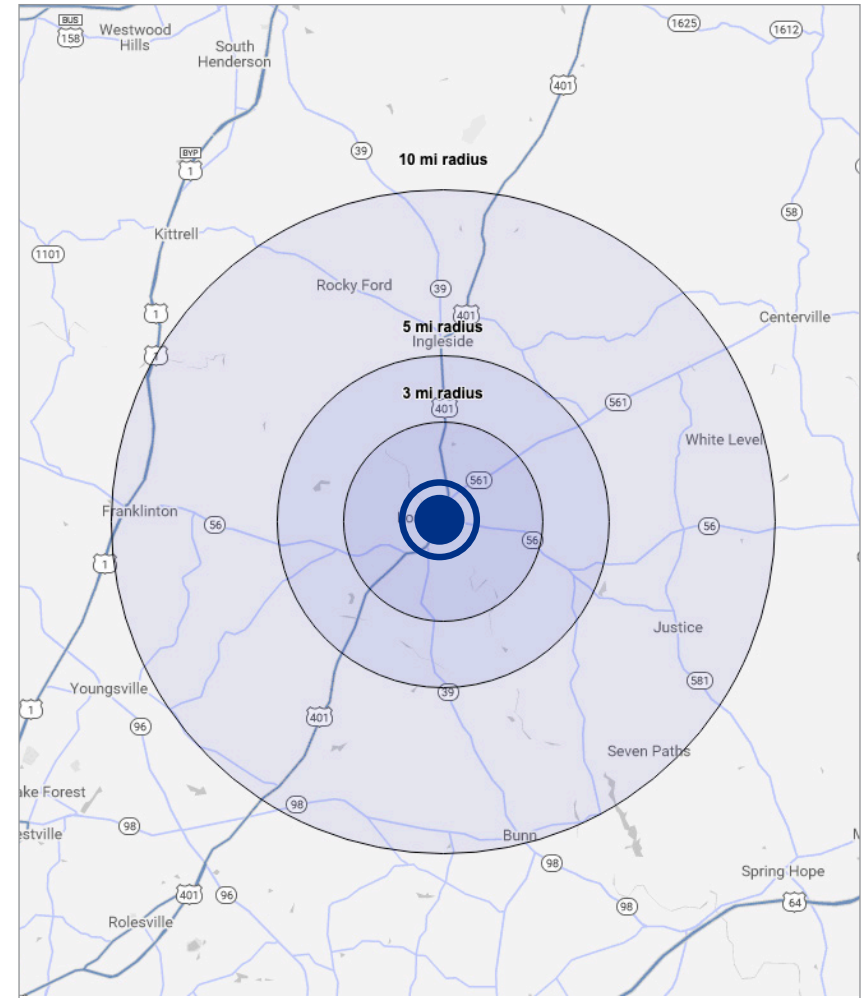 BUS
158
Westwood
Hills
South
Henderson
1625
1612
401
BYP
1
39
10 mi radius
58
Kittrell
1101
Rocky Ford
39
1
401
Centerville
5 mi radius
Ingleside
1
3 mi radius
401
561
White Level
561
Franklinton
56
56
56
1
Justice
581
Youngsville
39
1
96
401
Seven Paths
ake Forest
98
98
estville
Bunn
98
Spring Hope
401
96
64
98
Rolesville